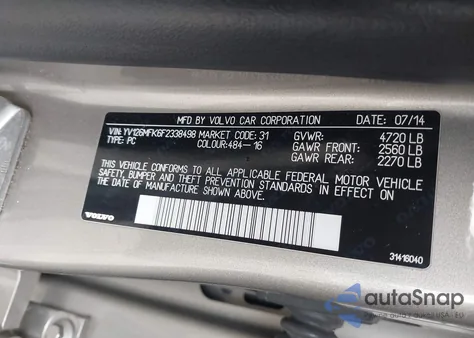 MFD BY VOLVO CAR CORPORATION DATE: 07/14
VIN: YV126MFK6F2338498 MARKET CODE: 31 GVWR: 4720 LB
TYPE: PC COLOUR: 484-16 GAWR FRONT: 2560 LB
GAWR REAR: 2270 LB
THIS VEHICLE CONFORMS TO ALL APPLICABLE FEDERAL MOTOR VEHICLE
SAFETY, BUMPER AND THEFT PREVENTION STANDARDS IN EFFECT ON
THE DATE OF MANUFACTURE SHOWN ABOVE.
VOLVO
31416040
autoSnap